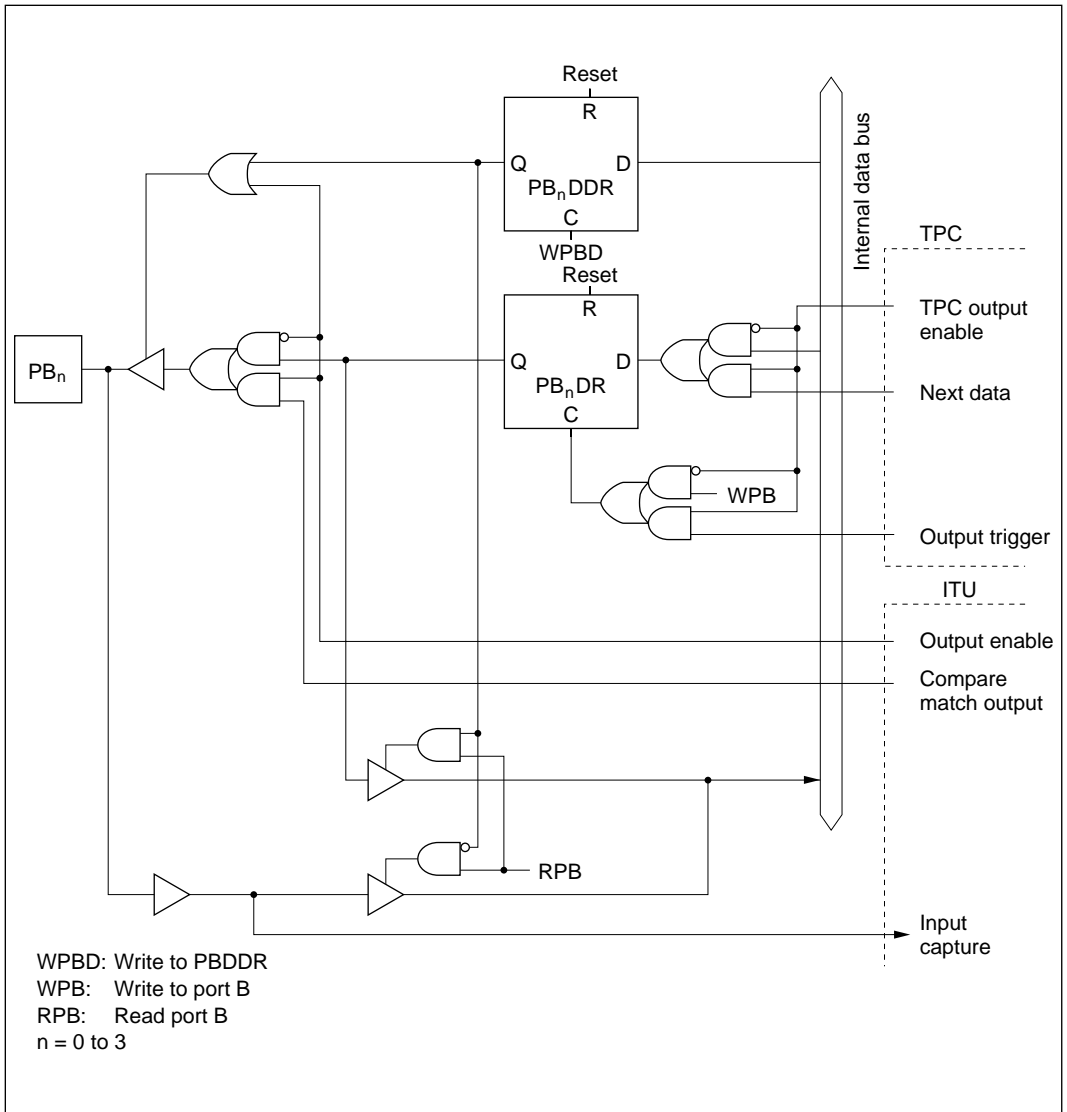 Reset
R
Q
D
PBnDDR
C
WPBD
Internal data bus
TPC
Reset
R
TPC output
enable
PBn
Q
D
PBnDR
C
Next data
WPB
Output trigger
ITU
Output enable
Compare
match output
RPB
Input
capture
WPBD: Write to PBDDR
WPB: Write to port B
RPB: Read port B
n = 0 to 3